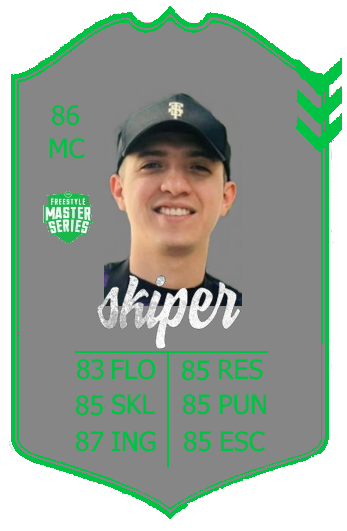 86
MC
FREESTYLE
MASTER
SERIES
skiper
83 FLO 85 RES
85 SKL 85 PUN
87 ING 85 ESC